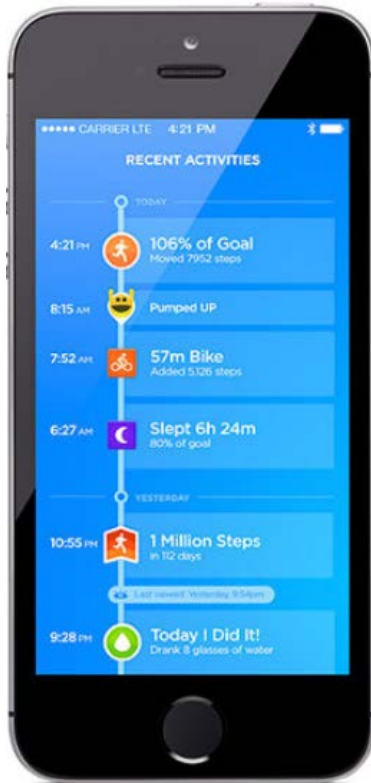 CARRIER LTE 4:21 PM
RECENT ACTIVITIES
TODAY
4:21 PM
106% of Goal
Moved 7952 steps
8:15 AM
Pumped UP
7:52 AM
57m Bike
Added 5,126 steps
6:27 AM
Slept 6h 24m
80% of goal
YESTERDAY
10:55 PM
1 Million Steps
in 112 days
Last viewed: Yesterday, 9:54pm
9:28 PM
Today I Did It!
Drank 8 glasses of water